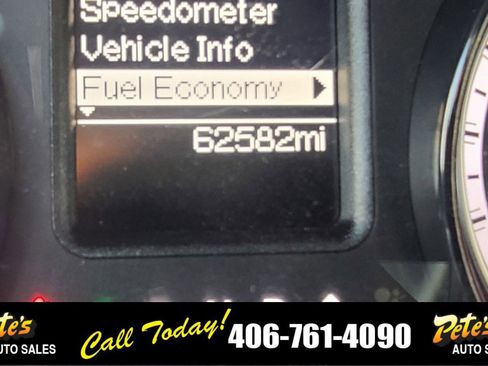 Speedometer
Vehicle Info
Fuel Economy
62582mi
Pete's
AUTO SALES
Call Today! 406-761-4090
Pete's
AUTO S